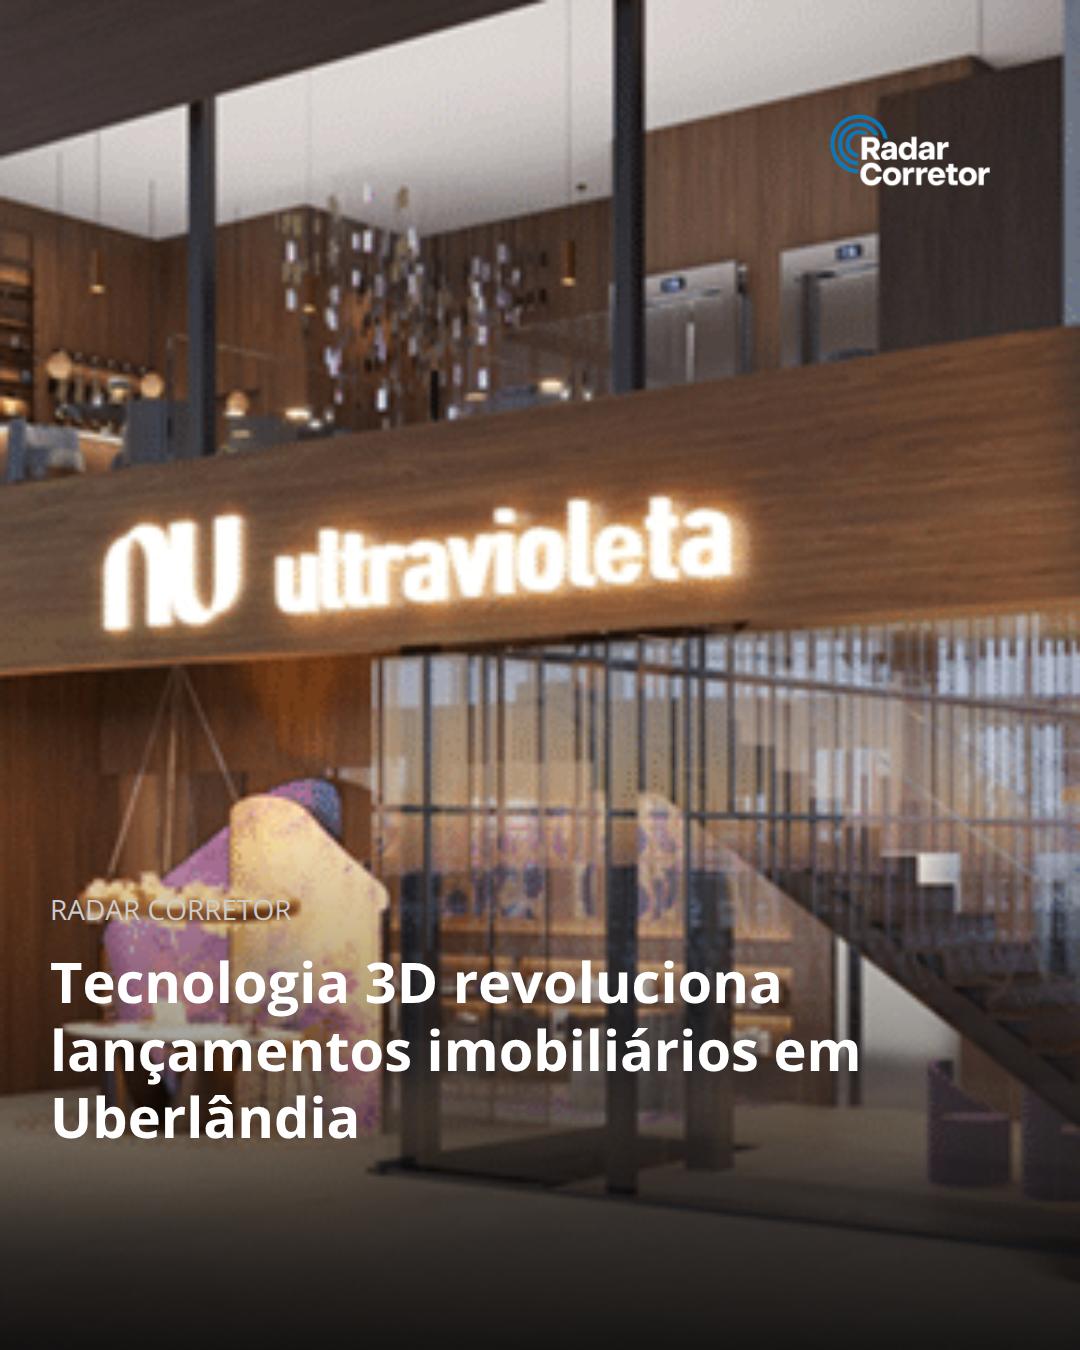 Radar
Corretor
nu ultravioleta
RADAR CORRETOR
Tecnologia 3D revoluciona
lançamentos imobiliários em
Uberlândia